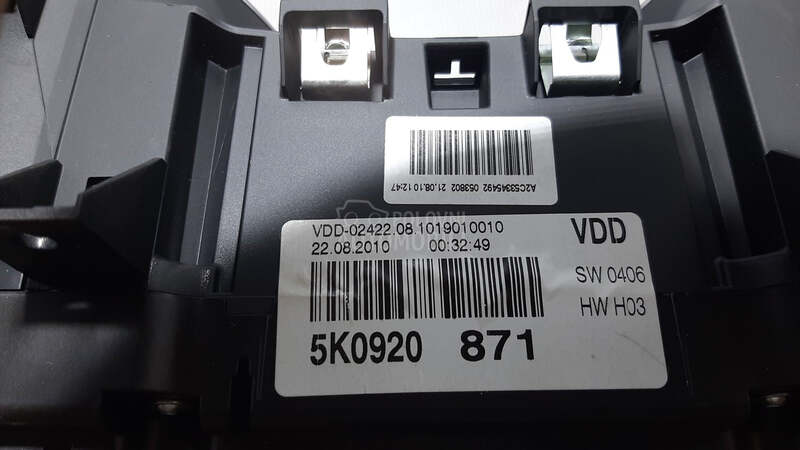 A2C53345492 053802 21.08.10 12:47
POLOVNI
VDD-02422.08.1019010010
22.08.2010 00:32:49
VDD
SW 0406
HW H03
5K0920 871